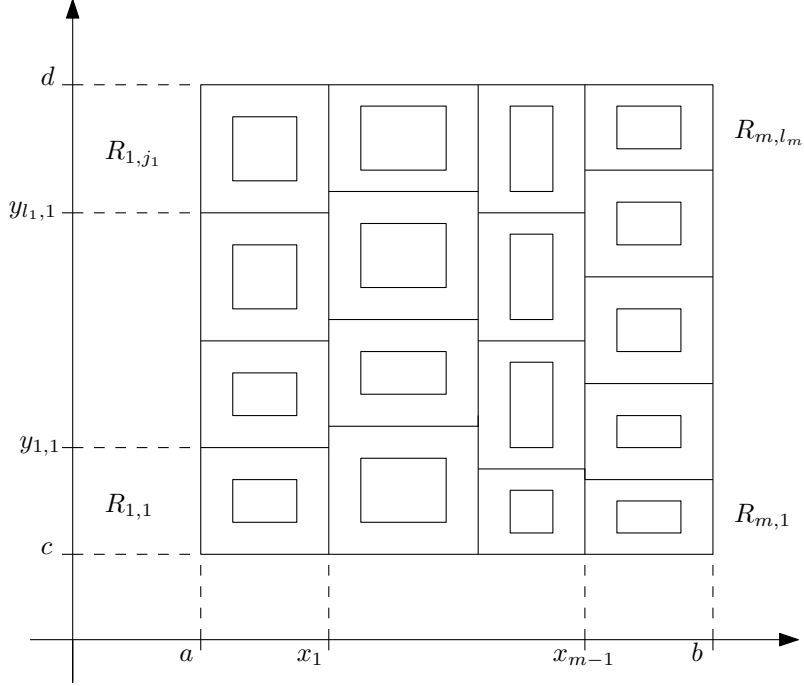 d
R_{1,j_1}
R_{m,l_m}
y_{l_1,1}
y_{1,1}
R_{1,1}
R_{m,1}
c
a x_1 x_{m-1} b